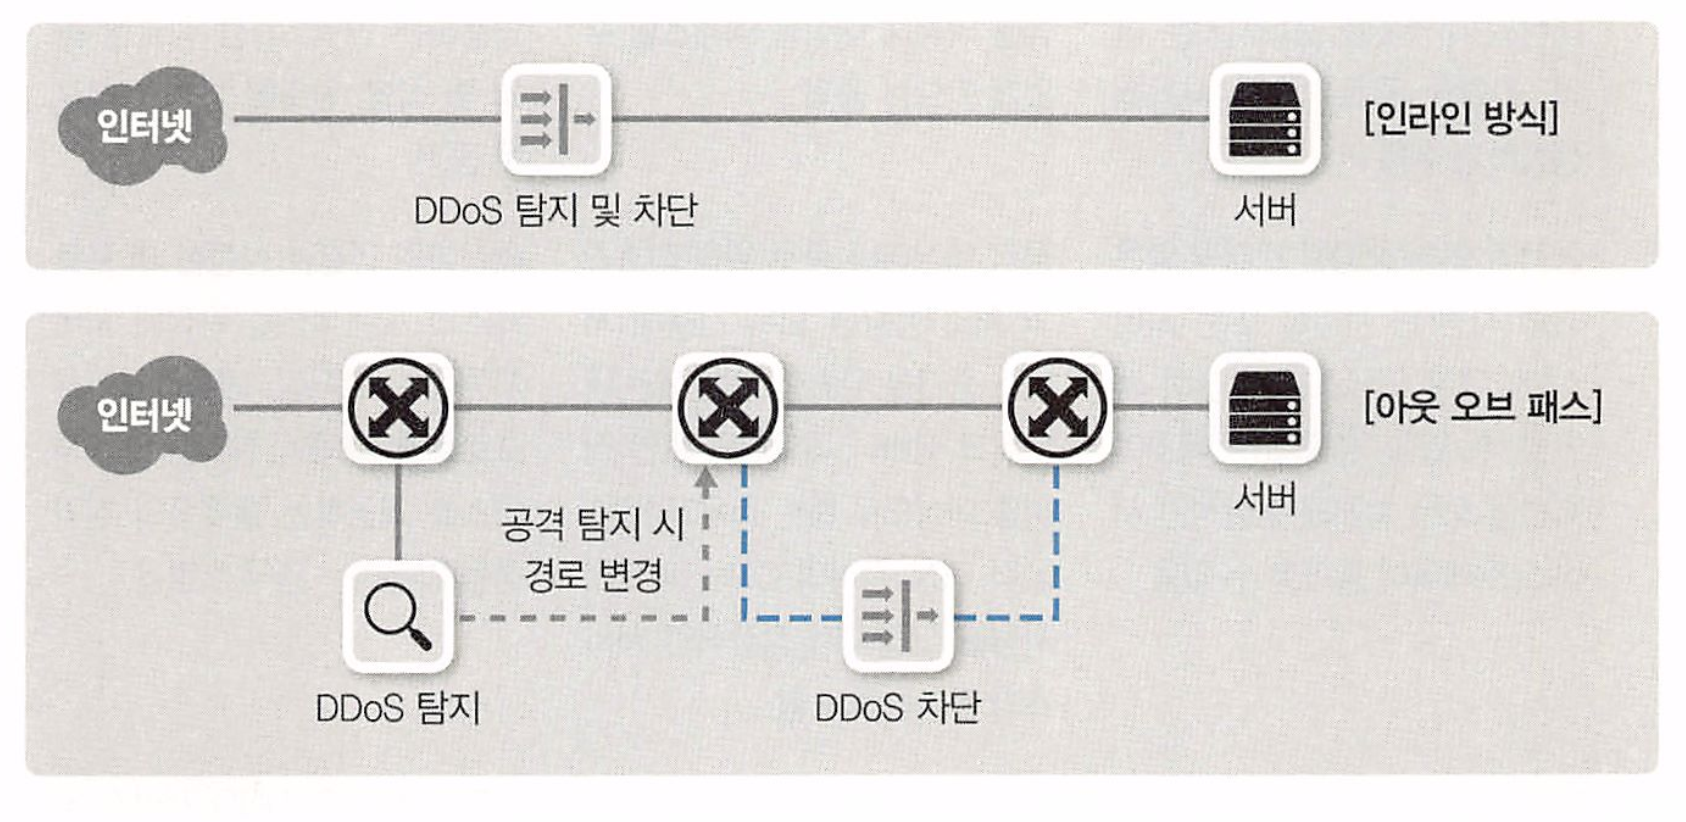 인터넷
DDoS 탐지 및 차단
서버
[인라인 방식]
인터넷
[아웃 오브 패스]
서버
공격 탐지 시
경로 변경
DDoS 탐지
DDoS 차단